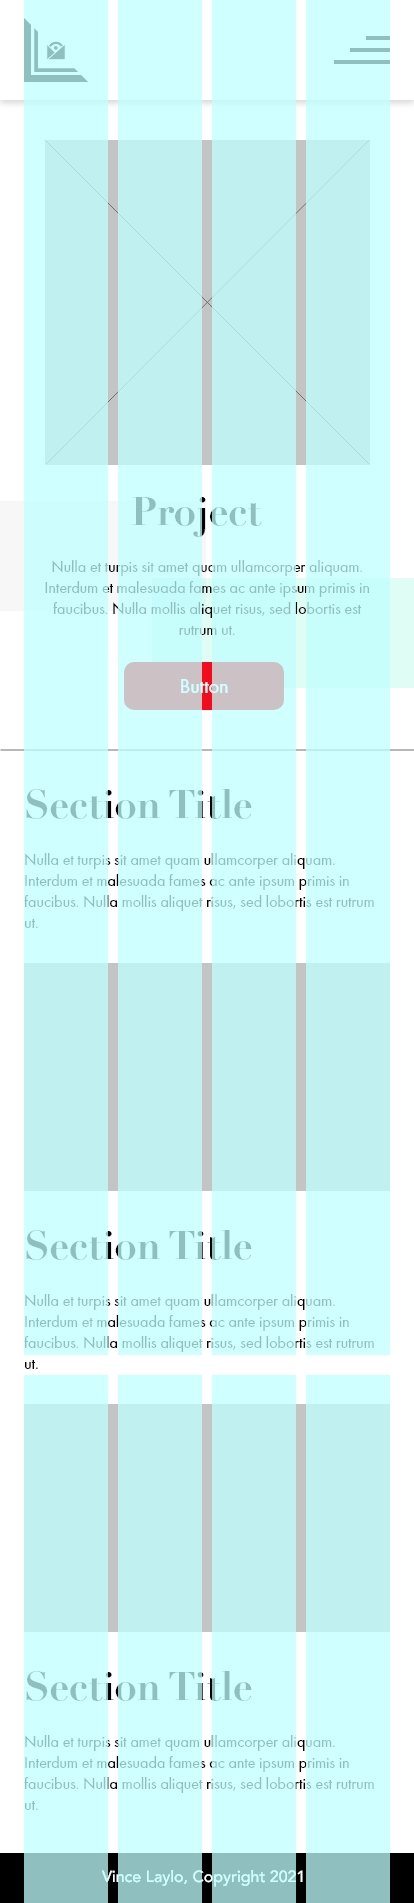 Project
Nulla et turpis sit amet quam ullamcorper aliquam.
Interdum et malesuada fames ac ante ipsum primis in
faucibus. Nulla mollis aliquet risus, sed lobortis est
rutrum ut.
Button
Section Title
Nulla et turpis sit amet quam ullamcorper aliquam.
Interdum et malesuada fames ac ante ipsum primis in
faucibus. Nulla mollis aliquet risus, sed lobortis est rutrum
ut.
Section Title
Nulla et turpis sit amet quam ullamcorper aliquam.
Interdum et malesuada fames ac ante ipsum primis in
faucibus. Nulla mollis aliquet risus, sed lobortis est rutrum
ut.
Section Title
Nulla et turpis sit amet quam ullamcorper aliquam.
Interdum et malesuada fames ac ante ipsum primis in
faucibus. Nulla mollis aliquet risus, sed lobortis est rutrum
ut.
Vince Laylo, Copyright 2021